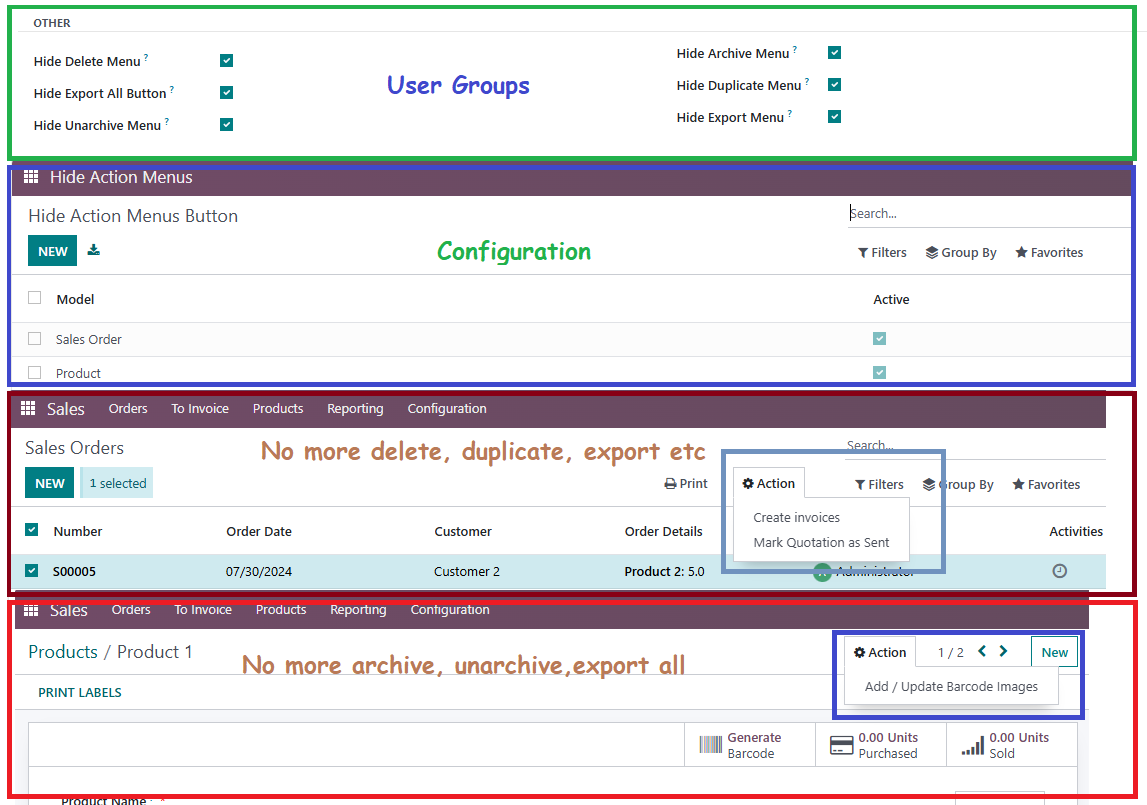 OTHER
Hide Delete Menu ?
Hide Archive Menu ?
Hide Export All Button ?
User Groups
Hide Duplicate Menu ?
Hide Unarchive Menu ?
Hide Export Menu ?
Hide Action Menus
Hide Action Menus Button
Search...
NEW
Configuration
Filters Group By Favorites
Model Active
Sales Order
Product
Sales Orders To Invoice Products Reporting Configuration
Sales Orders
No more delete, duplicate, export etc
Search...
NEW 1 selected
Print Action Filters Group By Favorites
Create invoices
Mark Quotation as Sent
Number Order Date Customer Order Details Activities
S00005 07/30/2024 Customer 2 Product 2: 5.0 Administrator
Sales Orders To Invoice Products Reporting Configuration
Products / Product 1
No more archive, unarchive,export all
Action 1 / 2 New
Add / Update Barcode Images
PRINT LABELS
Generate Barcode
0.00 Units Purchased
0.00 Units Sold
Product Name